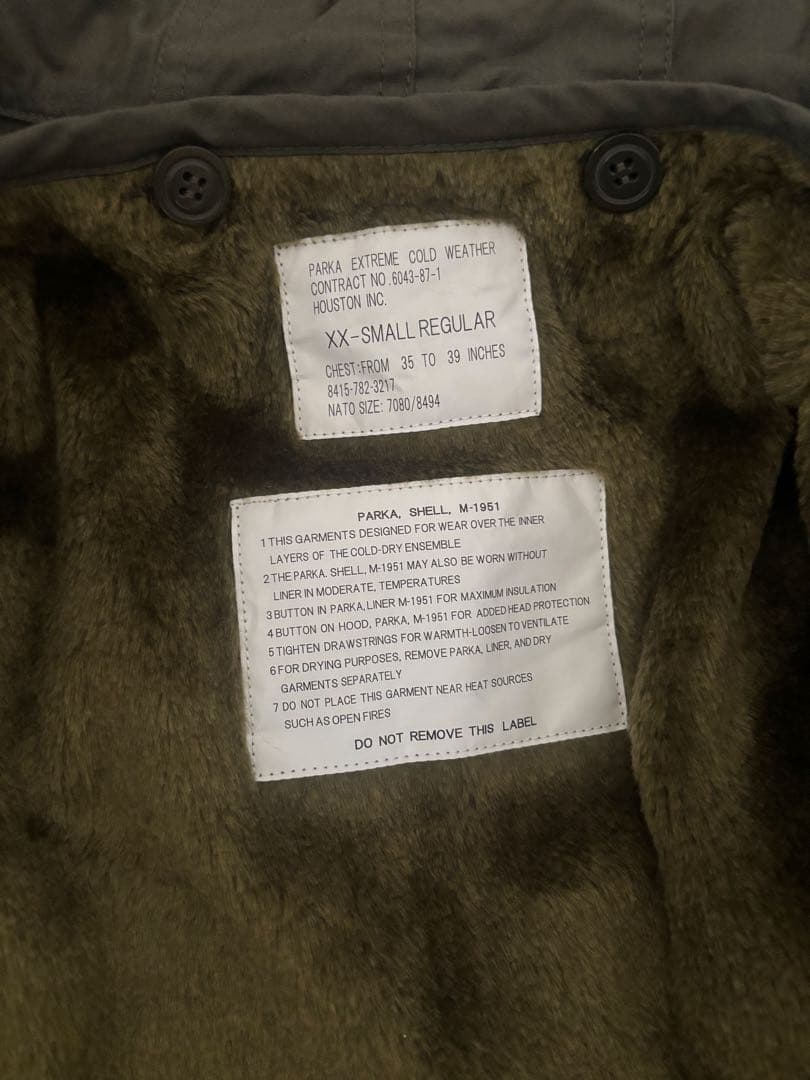 PARKA EXTREME COLD WEATHER
CONTRACT NO.6043-87-1
HOUSTON INC.
XX-SMALL REGULAR
CHEST:FROM 35 TO 39 INCHES
8415-782-3217
NATO SIZE: 7080/8494
PARKA, SHELL, M-1951
1 THIS GARMENTS DESIGNED FOR WEAR OVER THE INNER
LAYERS OF THE COLD-DRY ENSEMBLE
2 THE PARKA. SHELL, M-1951 MAY ALSO BE WORN WITHOUT
LINER IN MODERATE, TEMPERATURES
3 BUTTON IN PARKA, LINER M-1951 FOR MAXIMUM INSULATION
4 BUTTON ON HOOD, PARKA, M-1951 FOR ADDED HEAD PROTECTION
5 TIGHTEN DRAWSTRINGS FOR WARMTH-LOOSEN TO VENTILATE
6 FOR DRYING PURPOSES, REMOVE PARKA, LINER, AND DRY
GARMENTS SEPARATELY
7 DO NOT PLACE THIS GARMENT NEAR HEAT SOURCES
SUCH AS OPEN FIRES
DO NOT REMOVE THIS LABEL